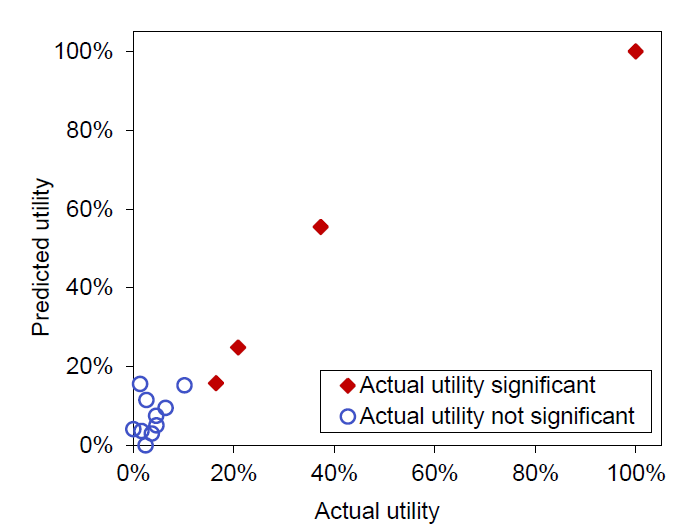 100%
80%
60%
40%
20%
0%
Predicted utility
Actual utility significant
Actual utility not significant
0% 20% 40% 60% 80% 100%
Actual utility